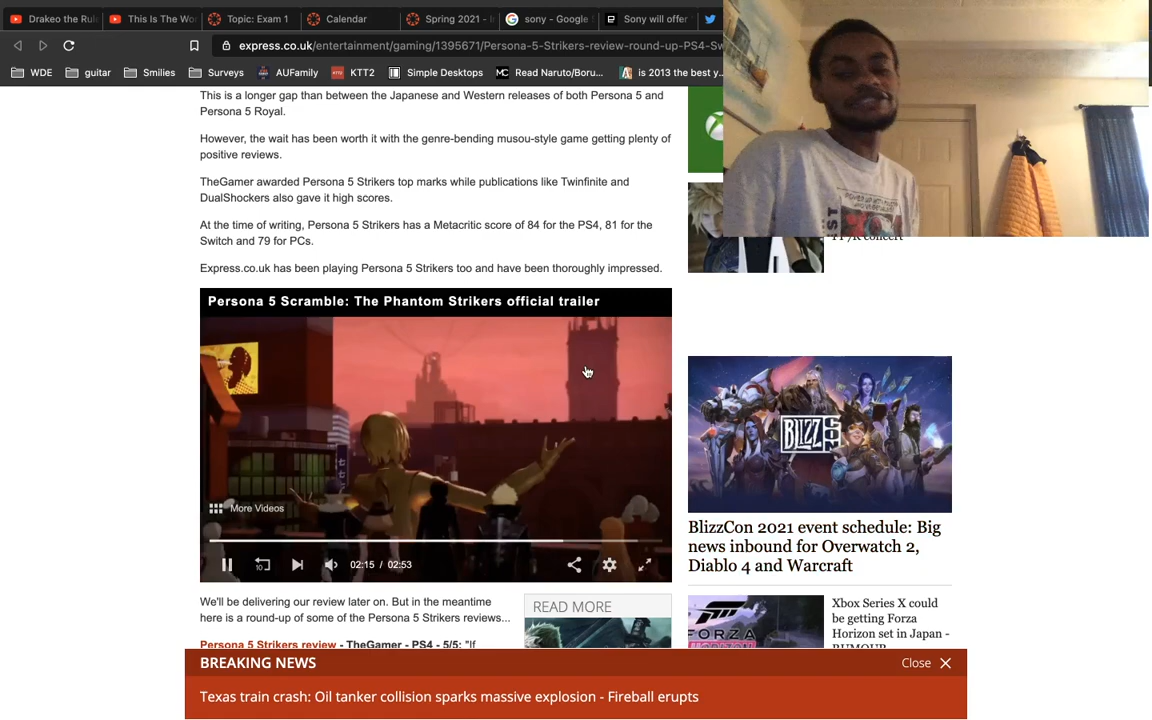 Drakeo the Rul
This Is The Wo
Topic: Exam 1
Calendar
Spring 2021 - I
sony - Google
Sony will offer
express.co.uk/entertainment/gaming/1395671/Persona-5-Strikers-review-round-up-PS4-Sw
WDE
guitar
Smilies
Surveys
AUFamily
KTT2
Simple Desktops
Read Naruto/Boru...
is 2013 the best y...
This is a longer gap than between the Japanese and Western releases of both Persona 5 and
Persona 5 Royal.
However, the wait has been worth it with the genre-bending musou-style game getting plenty of
positive reviews.
TheGamer awarded Persona 5 Strikers top marks while publications like Twinfinite and
DualShockers also gave it high scores.
At the time of writing, Persona 5 Strikers has a Metacritic score of 84 for the PS4, 81 for the
Switch and 79 for PCs.
Express.co.uk has been playing Persona 5 Strikers too and have been thoroughly impressed.
Persona 5 Scramble: The Phantom Strikers official trailer
More Videos
10
02:15 / 02:53
We'll be delivering our review later on. But in the meantime
here is a round-up of some of the Persona 5 Strikers reviews...
Persona 5 Strikers review - TheGamer - PS4 - 5/5: "If
READ MORE
FF7R concert
BLIZZ
BlizzCon 2021 event schedule: Big
news inbound for Overwatch 2,
Diablo 4 and Warcraft
FORZA
Xbox Series X could
be getting Forza
Horizon set in Japan -
RUMOUR
BREAKING NEWS
Close
Texas train crash: Oil tanker collision sparks massive explosion - Fireball erupts